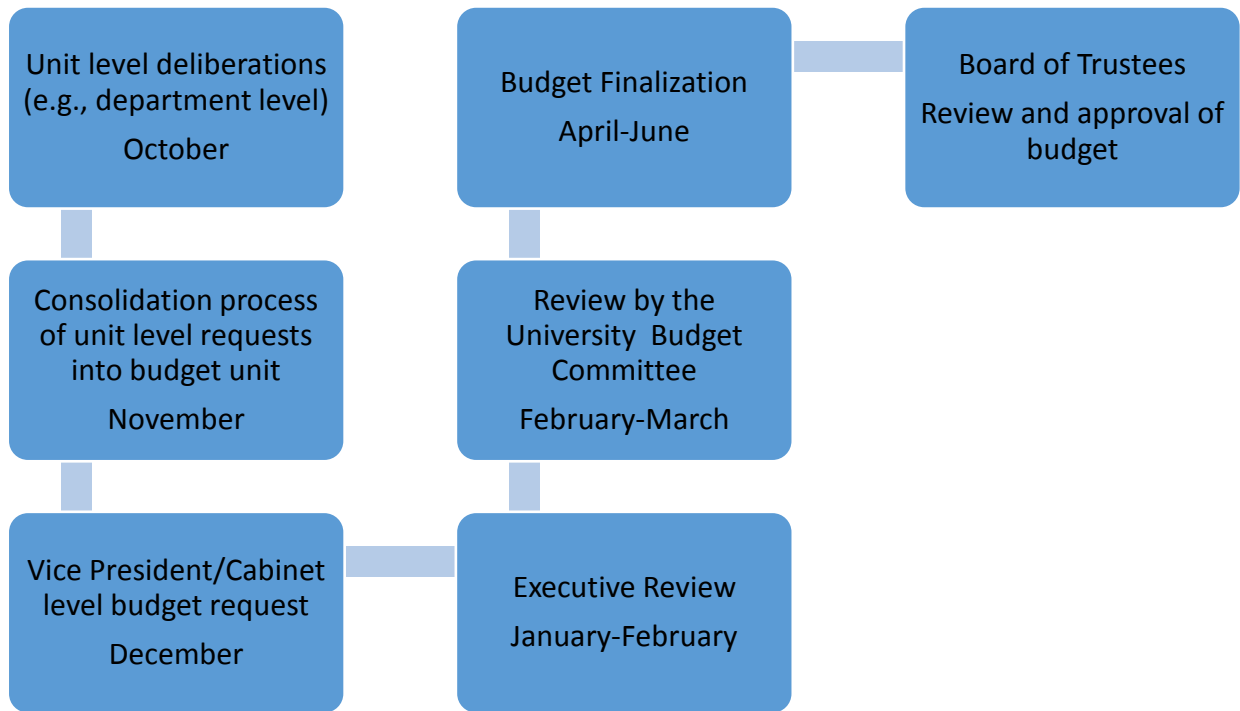 Unit level deliberations
(e.g., department level)
October
Consolidation process
of unit level requests
into budget unit
November
Vice President/Cabinet
level budget request
December
Executive Review
January-February
Review by the
University  Budget
Committee
February-March
Budget Finalization
April-June
Board of Trustees
Review and approval of
budget